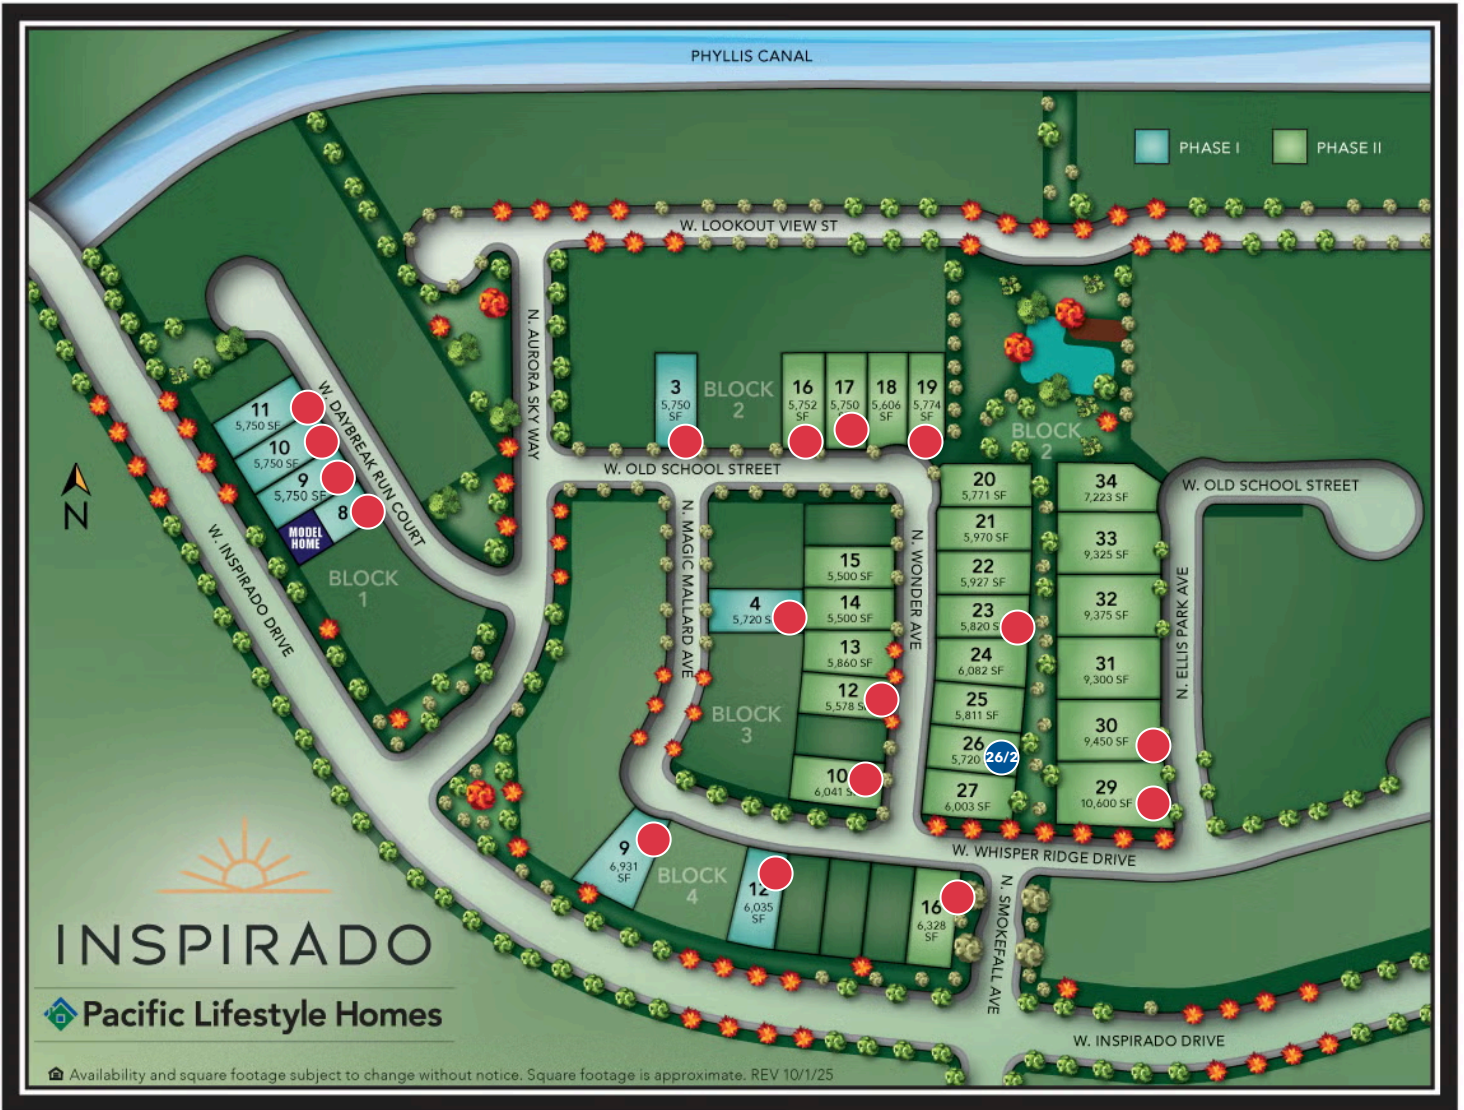 PHYLLIS CANAL
PHASE I
PHASE II
W. LOOKOUT VIEW ST
N. AURORA SKY WAY
W. DAYBREAK RUN COURT
11
5,750 SF
10
5,750 SF
9
5,750 SF
8
MODEL
HOME
BLOCK
1
N
W. INSPIRADO DRIVE
3
5,750
SF
BLOCK
2
16
5,752
SF
17
5,750
18
5,606
SF
19
5,774
SF
W. OLD SCHOOL STREET
BLOCK
2
W. OLD SCHOOL STREET
N. MAGIC MALLARD AVE
N. WONDER AVE
N. ELLIS PARK AVE
15
5,500 SF
4
5,720 S
14
5,500 SF
13
5,860 SF
12
5,578 S
10
6,041 S
BLOCK
3
20
5,771 SF
21
5,970 SF
22
5,927 SF
23
5,820 S
24
6,082 SF
25
5,811 SF
26
5,720
26/2
27
6,003 SF
34
7,223 SF
33
9,325 SF
32
9,375 SF
31
9,300 SF
30
9,450 SF
29
10,600 SF
W. WHISPER RIDGE DRIVE
9
6,931
SF
BLOCK
4
12
6,035
SF
16
6,328
SF
N. SMOKEFALL AVE
W. INSPIRADO DRIVE
INSPIRADO
Pacific Lifestyle Homes
Availability and square footage subject to change without notice. Square footage is approximate. REV 10/1/25